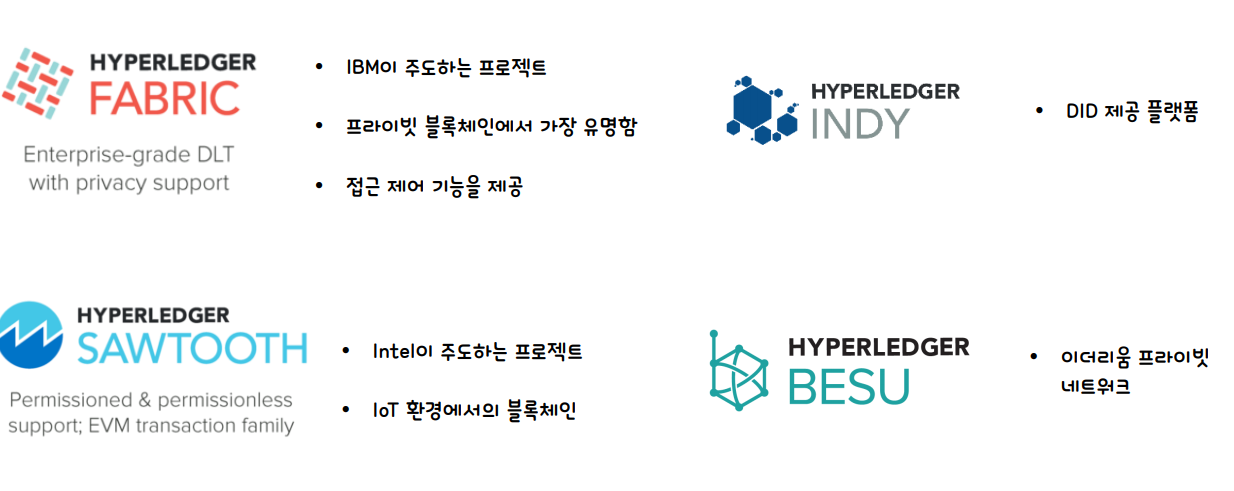 HYPERLEDGER
FABRIC
Enterprise-grade DLT
with privacy support
• IBM이 주도하는 프로젝트
• 프라이빗 블록체인에서 가장 유명함
• 접근 제어 기능을 제공
HYPERLEDGER
INDY
• DID 제공 플랫폼
HYPERLEDGER
SAWTOOTH
Permissioned & permissionless
support; EVM transaction family
• Intel이 주도하는 프로젝트
• IoT 환경에서의 블록체인
HYPERLEDGER
BESU
• 이더리움 프라이빗
네트워크